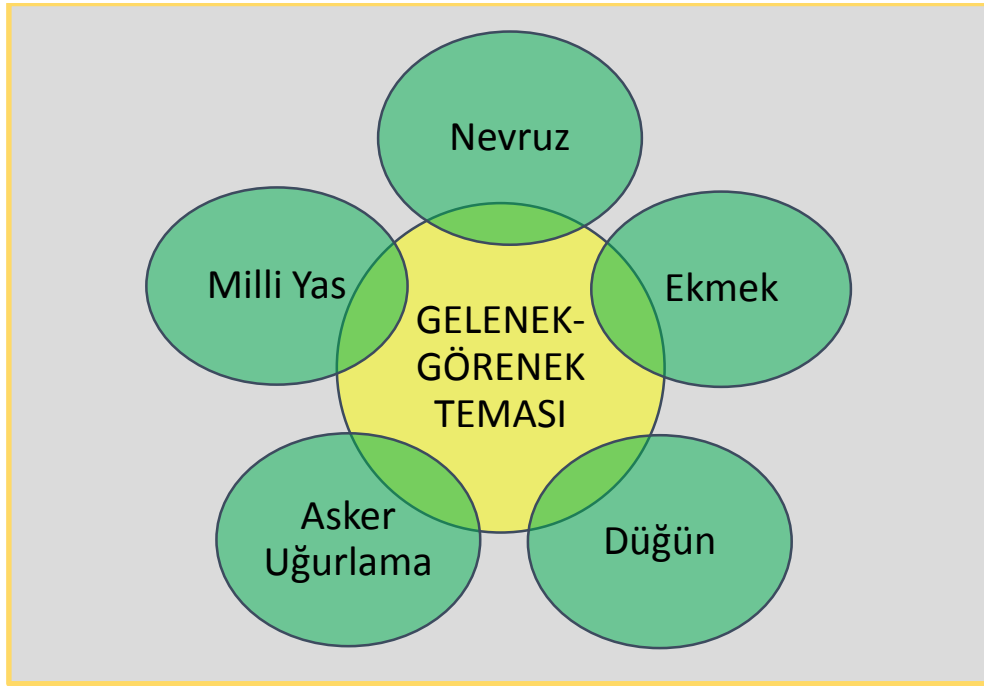 Nevruz
Milli Yas
Ekmek
GELENEK-
GÖRENEK
TEMASI
Asker
Uğurlama
Düğün